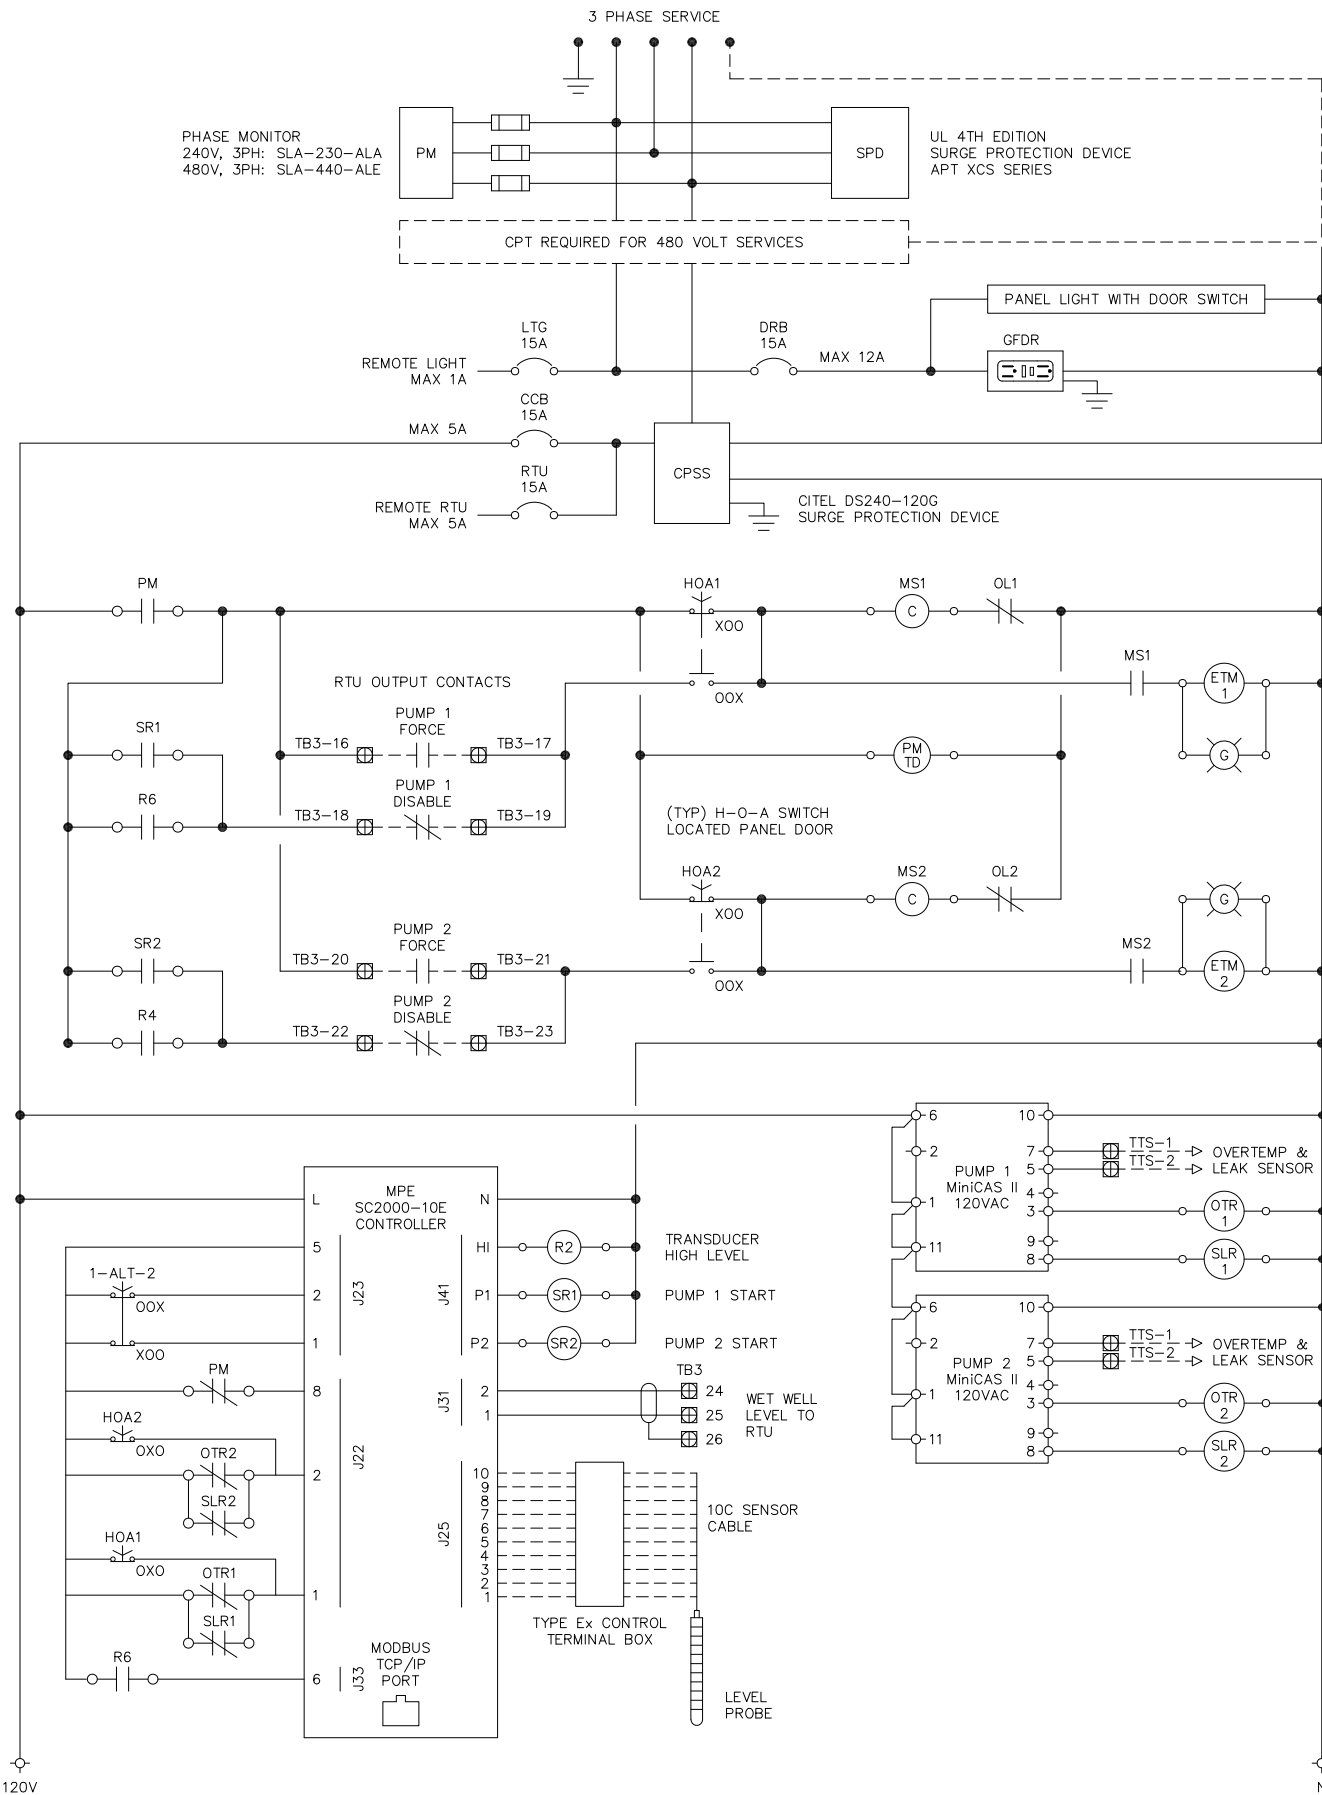 3 PHASE SERVICE
PHASE MONITOR
240V, 3PH: SLA-230-ALA
480V, 3PH: SLA-440-ALE
PM
SPD
UL 4TH EDITION
SURGE PROTECTION DEVICE
APT XCS SERIES
CPT REQUIRED FOR 480 VOLT SERVICES
PANEL LIGHT WITH DOOR SWITCH
LTG
15A
DRB
15A
GFDR
REMOTE LIGHT
MAX 1A
MAX 12A
CCB
15A
MAX 5A
RTU
15A
REMOTE RTU
MAX 5A
CPSS
CITEL DS240-120G
SURGE PROTECTION DEVICE
PM
HOA1
XOO
MS1
C
OL1
RTU OUTPUT CONTACTS
OOX
MS1
ETM
1
SR1
TB3-16
PUMP 1
FORCE
TB3-17
PM
TD
G
R6
TB3-18
PUMP 1
DISABLE
TB3-19
(TYP) H-O-A SWITCH
LOCATED PANEL DOOR
HOA2
XOO
MS2
C
OL2
G
SR2
TB3-20
PUMP 2
FORCE
TB3-21
OOX
MS2
ETM
2
R4
TB3-22
PUMP 2
DISABLE
TB3-23
6
10
2
7
TTS-1
OVERTEMP &
PUMP 1
MiniCAS II
120VAC
5
TTS-2
LEAK SENSOR
4
1
3
OTR
1
9
11
8
SLR
1
L
MPE
SC2000-10E
CONTROLLER
N
5
HI
R2
TRANSDUCER
HIGH LEVEL
1-ALT-2
OOX
2
J23
J41
P1
SR1
PUMP 1 START
XOO
1
P2
SR2
PUMP 2 START
6
10
2
7
TTS-1
OVERTEMP &
PUMP 2
MiniCAS II
120VAC
5
TTS-2
LEAK SENSOR
4
1
3
OTR
2
9
11
8
SLR
2
PM
8
J31
2
1
TB3
24
25
26
WET WELL
LEVEL TO
RTU
HOA2
OXO
OTR2
2
J22
SLR2
HOA1
OXO
OTR1
1
SLR1
J25
10
9
8
7
6
5
4
3
2
1
10C SENSOR
CABLE
TYPE Ex CONTROL
TERMINAL BOX
R6
6
J33
MODBUS
TCP/IP
PORT
LEVEL
PROBE
120V